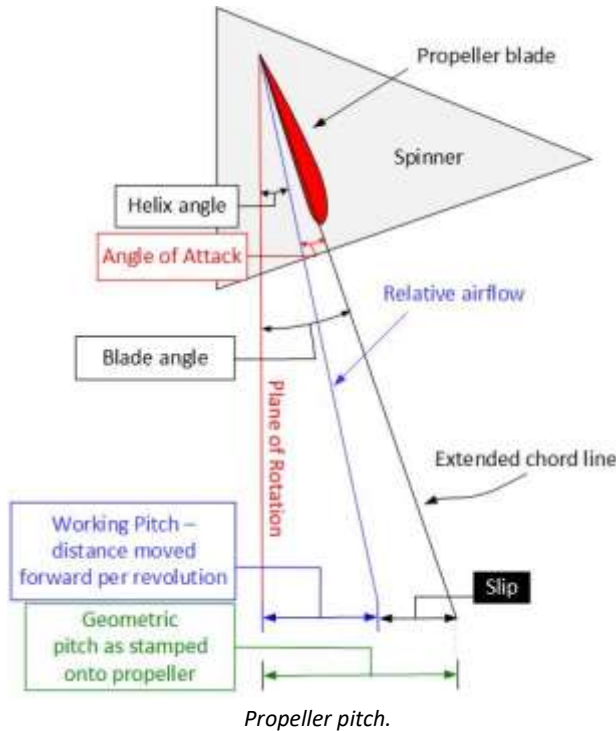 Propeller blade
Spinner
Helix angle
Angle of Attack
Relative airflow
Blade angle
Plane of Rotation
Extended chord line
Working Pitch –
distance moved
forward per revolution
Slip
Geometric
pitch as stamped
onto propeller
Propeller pitch.